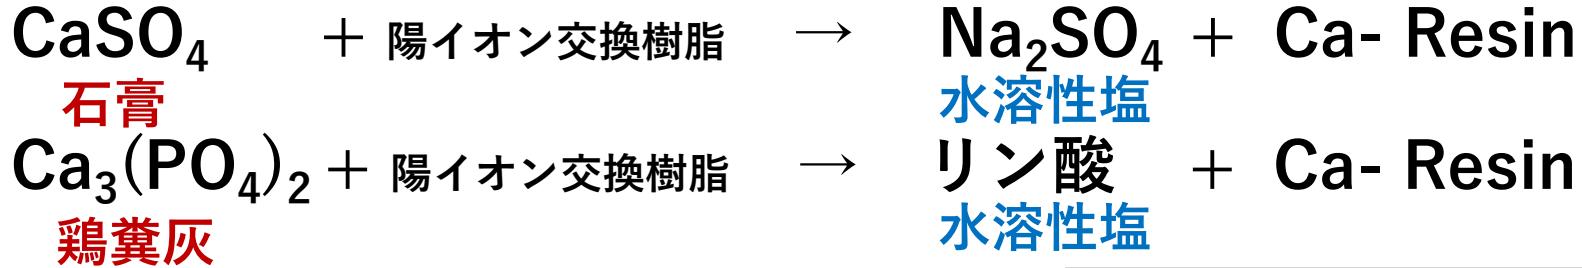 CaSO₄ + 陽イオン交換樹脂 → Na₂SO₄ + Ca- Resin
石膏 水溶性塩
Ca₃(PO₄)₂ + 陽イオン交換樹脂 → リン酸 + Ca- Resin
鶏糞灰 水溶性塩